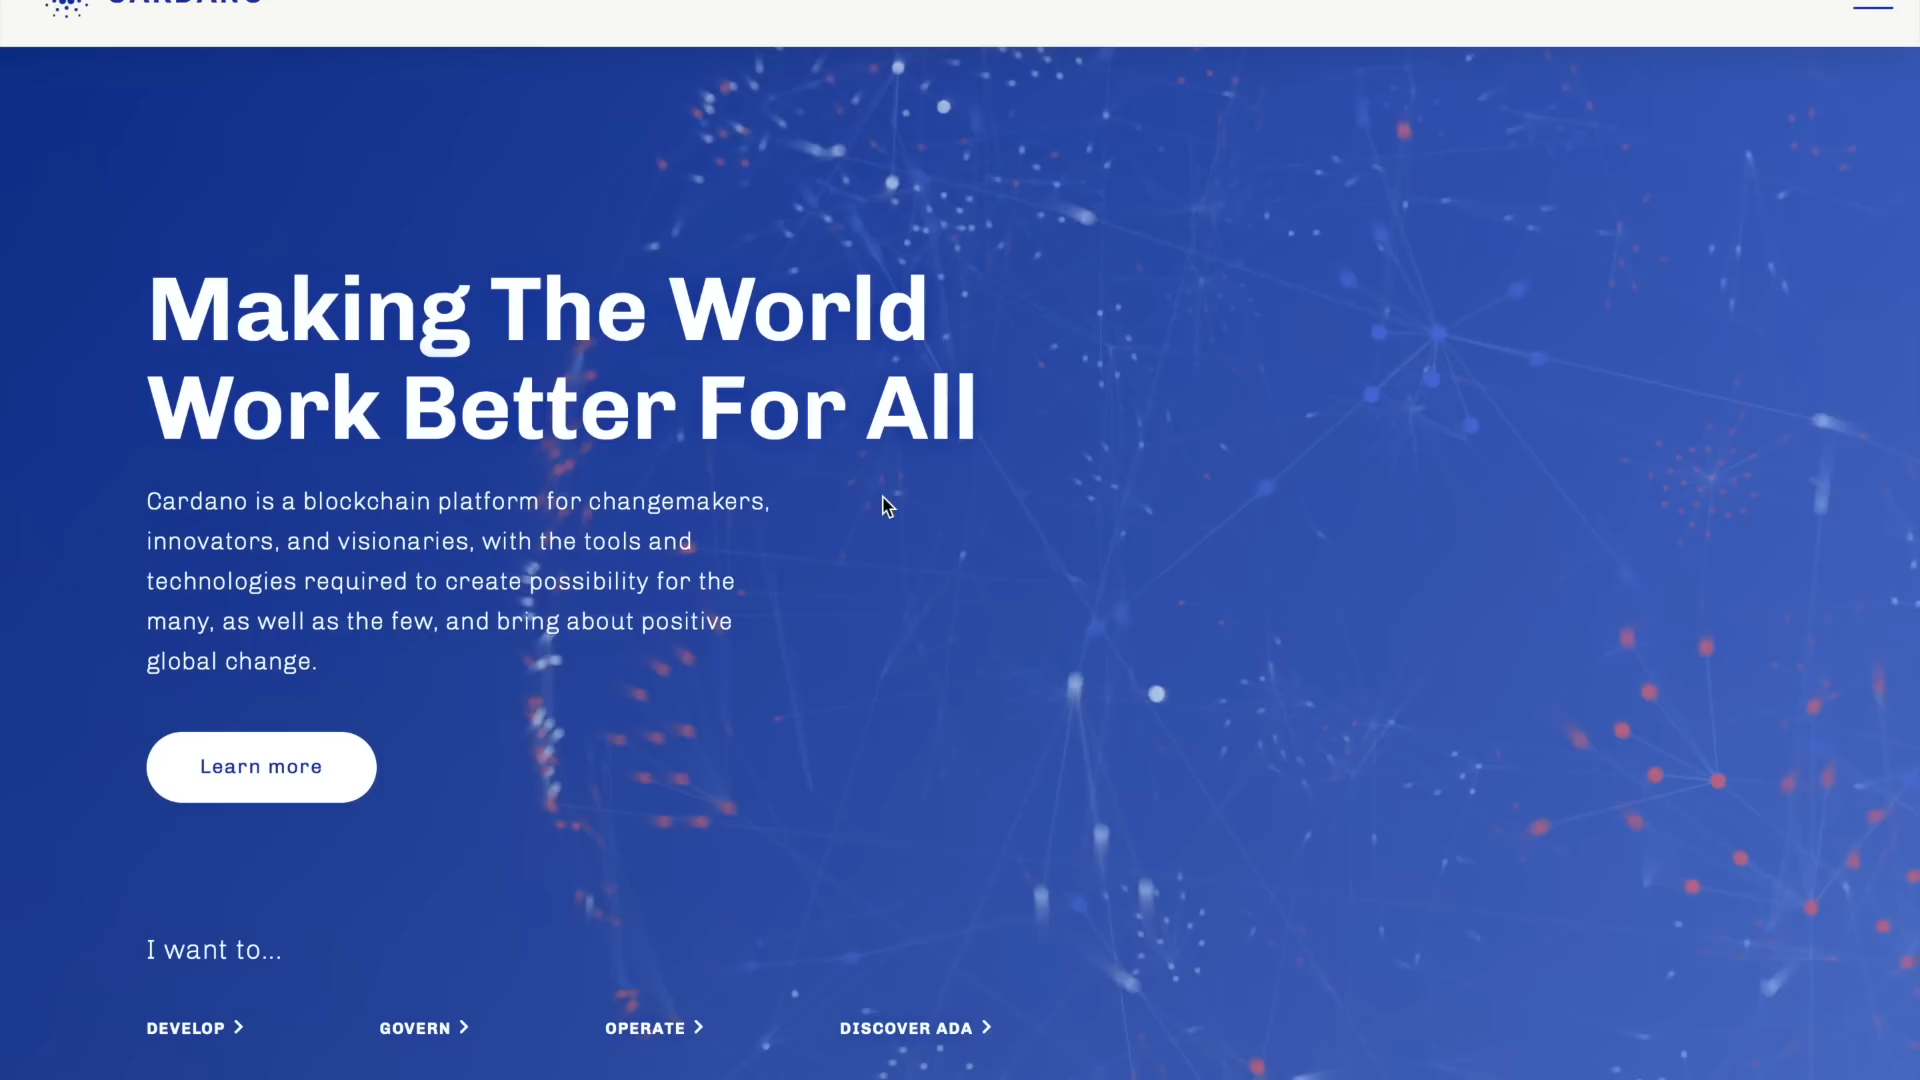 CARDANO
Making The World
Work Better For All
Cardano is a blockchain platform for changemakers,
innovators, and visionaries, with the tools and
technologies required to create possibility for the
many, as well as the few, and bring about positive
global change.
Learn more
I want to...
DEVELOP
GOVERN
OPERATE
DISCOVER ADA